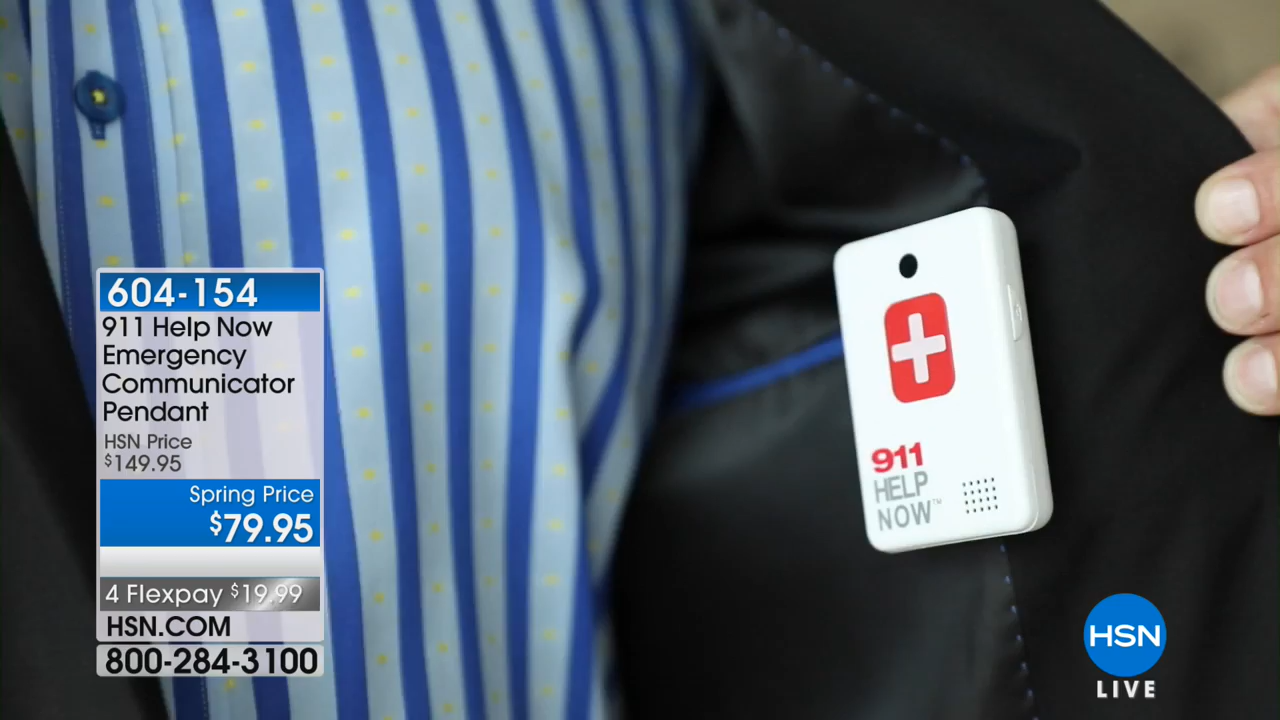 604-154
911 Help Now
Emergency
Communicator
Pendant
HSN Price
$149.95
Spring Price
$79.95
4 Flexpay $19.99
HSN.COM
800-284-3100
911
HELP
NOW™
HSN
LIVE